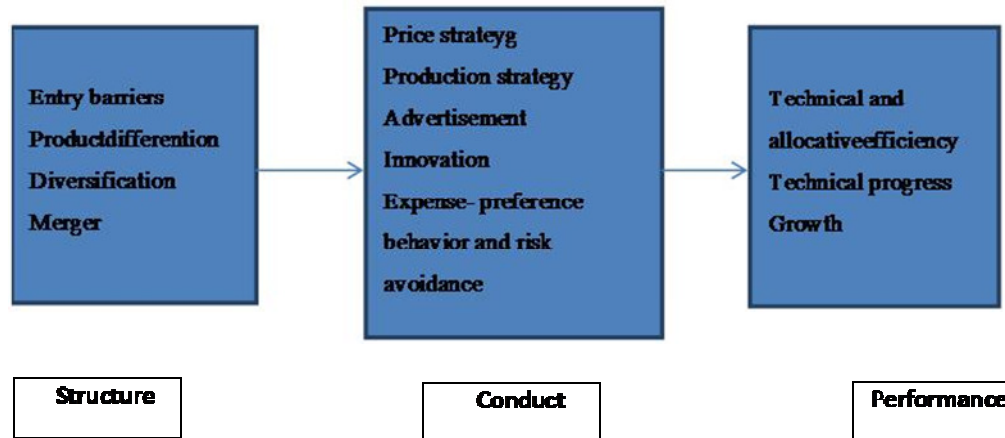 Entry barriers
Productdifferention
Diversification
Merger
Price strateyg
Production strategy
Advertisement
Innovation
Expense- preference
behavior and risk
avoidance
Technical and
allocativeefficiency
Technical progress
Growth
Structure
Conduct
Performance